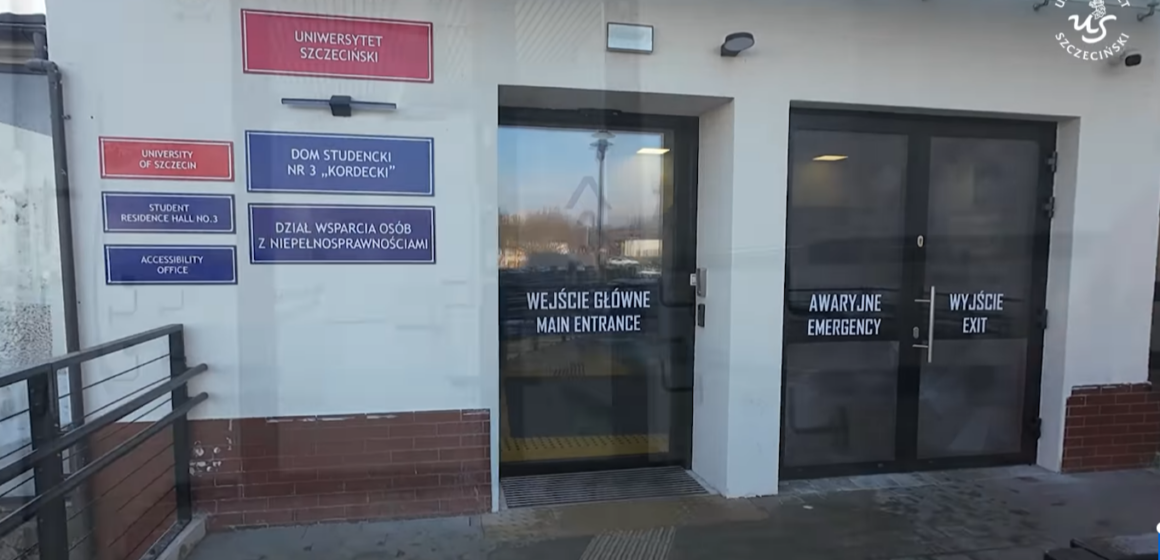 UNIWERSYTET
SZCZECIŃSKI
UNIVERSITY
OF SZCZECIN
DOM STUDENCKI
NR 3 „KORDECKI”
STUDENT
RESIDENCE HALL NO.3
DZIAŁ WSPARCIA OSÓB
Z NIEPEŁNOSPRAWNOŚCIAMI
ACCESSIBILITY
OFFICE
WEJŚCIE GŁÓWNE
MAIN ENTRANCE
AWARYJNE
EMERGENCY
WYJŚCIE
EXIT
US
SZCZECIŃSKI